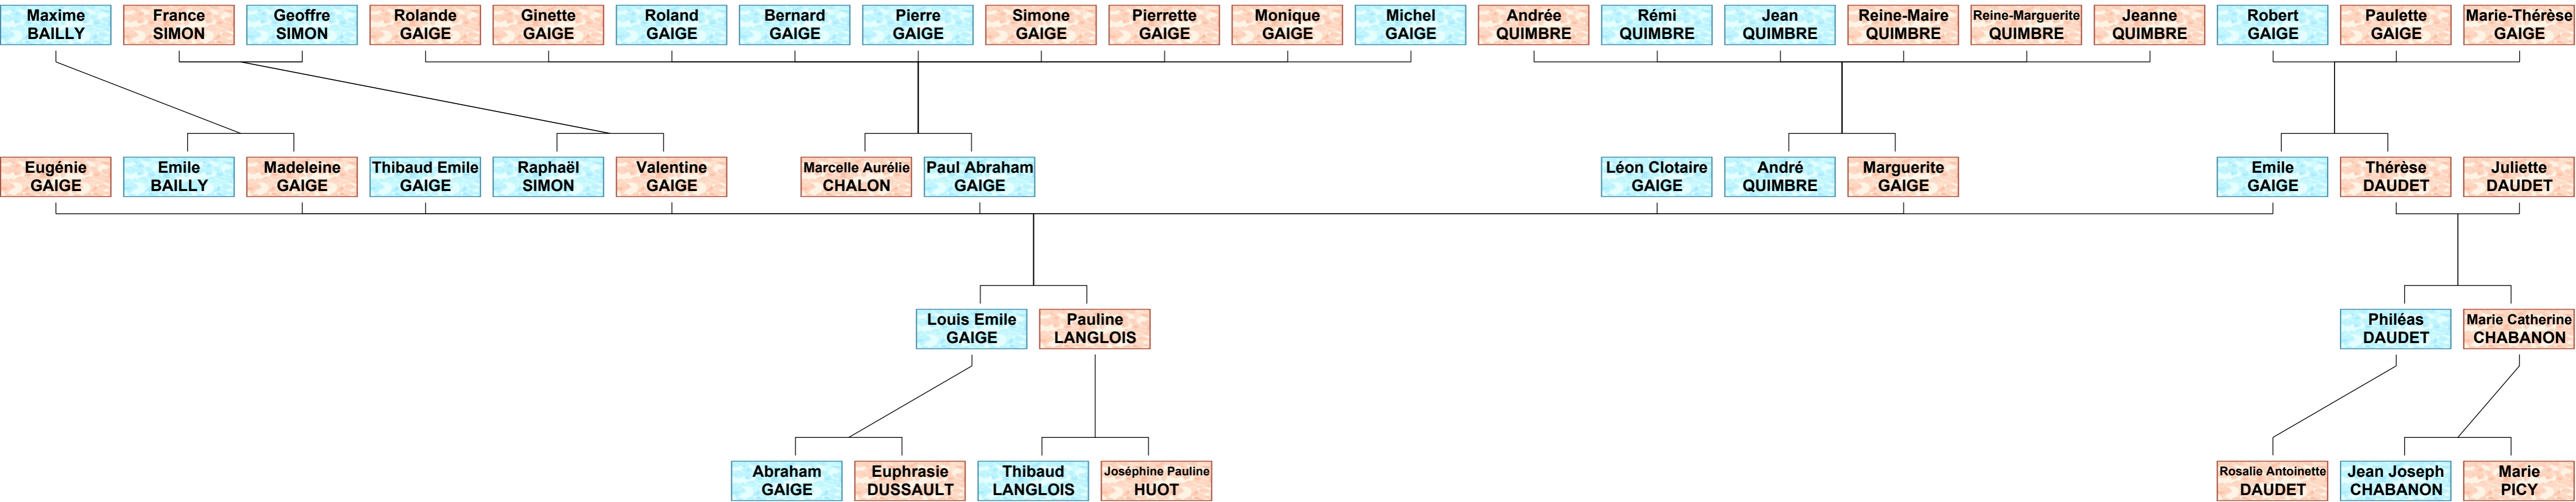 Maxime
BAILLY
France
SIMON
Geoffre
SIMON
Rolande
GAIGE
Ginette
GAIGE
Roland
GAIGE
Bernard
GAIGE
Pierre
GAIGE
Simone
GAIGE
Pierrette
GAIGE
Monique
GAIGE
Michel
GAIGE
Andrée
QUIMBRE
Rémi
QUIMBRE
Jean
QUIMBRE
Reine-Maire
QUIMBRE
Reine-Marguerite
QUIMBRE
Jeanne
QUIMBRE
Robert
GAIGE
Paulette
GAIGE
Marie-Thérèse
GAIGE
Eugénie
GAIGE
Emile
BAILLY
Madeleine
GAIGE
Thibaud Emile
GAIGE
Raphaël
SIMON
Valentine
GAIGE
Marcelle Aurélie
CHALON
Paul Abraham
GAIGE
Léon Clotaire
GAIGE
André
QUIMBRE
Marguerite
GAIGE
Emile
GAIGE
Thérèse
DAUDET
Juliette
DAUDET
Louis Emile
GAIGE
Pauline
LANGLOIS
Philéas
DAUDET
Marie Catherine
CHABANON
Abraham
GAIGE
Euphrasie
DUSSAULT
Thibaud
LANGLOIS
Joséphine Pauline
HUOT
Rosalie Antoinette
DAUDET
Jean Joseph
CHABANON
Marie
PICY